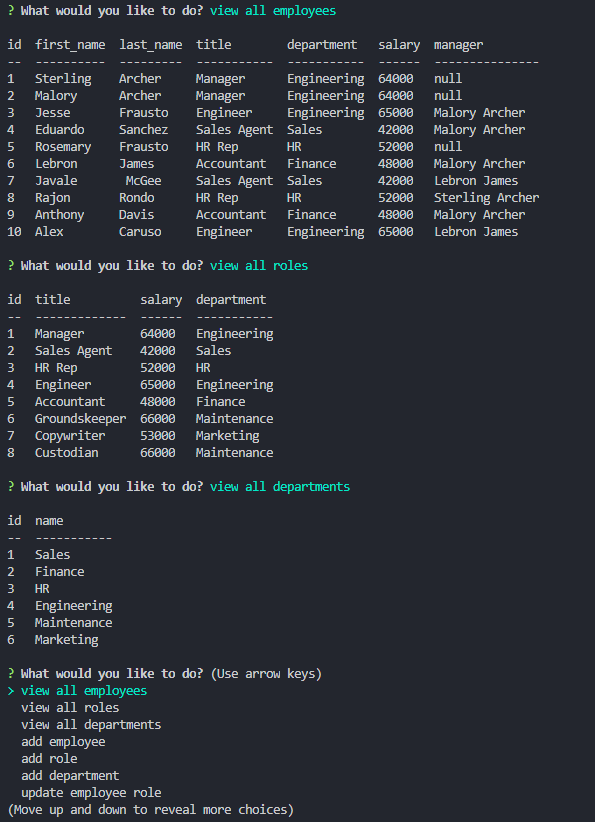 ? What would you like to do? view all employees
id  first_name  last_name  title        department   salary  manager
--  ----------  ---------  -----------  -----------  ------  ---------------
1   Sterling    Archer     Manager      Engineering  64000   null
2   Malory      Archer     Manager      Engineering  64000   null
3   Jesse       Frausto    Engineer     Engineering  65000   Malory Archer
4   Eduardo     Sanchez    Sales Agent  Sales        42000   Malory Archer
5   Rosemary    Frausto    HR Rep       HR           52000   null
6   Lebron      James      Accountant   Finance      48000   Malory Archer
7   Javale       McGee     Sales Agent  Sales        42000   Lebron James
8   Rajon       Rondo      HR Rep       HR           52000   Sterling Archer
9   Anthony     Davis      Accountant   Finance      48000   Malory Archer
10  Alex        Caruso     Engineer     Engineering  65000   Lebron James
? What would you like to do? view all roles
id  title          salary  department
--  -------------  ------  -----------
1   Manager        64000   Engineering
2   Sales Agent    42000   Sales
3   HR Rep         52000   HR
4   Engineer       65000   Engineering
5   Accountant     48000   Finance
6   Groundskeeper  66000   Maintenance
7   Copywriter     53000   Marketing
8   Custodian      66000   Maintenance
? What would you like to do? view all departments
id  name
--  -----------
1   Sales
2   Finance
3   HR
4   Engineering
5   Maintenance
6   Marketing
? What would you like to do? (Use arrow keys)
> view all employees
  view all roles
  view all departments
  add employee
  add role
  add department
  update employee role
(Move up and down to reveal more choices)